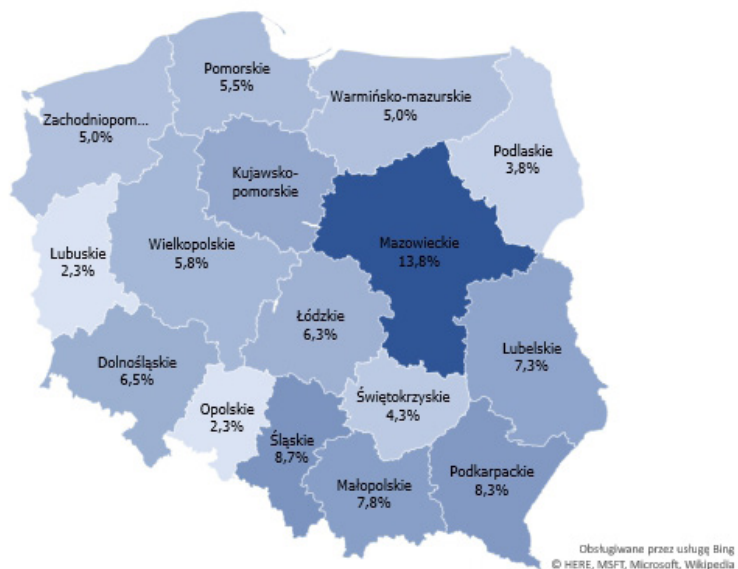 Pomorskie
5,5%
Warmińsko-mazurskie
5,0%
Zachodniopom...
5,0%
Podlaskie
3,8%
Kujawsko-
pomorskie
Mazowieckie
13,8%
Wielkopolskie
5,8%
Lubuskie
2,3%
Łódzkie
6,3%
Lubelskie
7,3%
Dolnośląskie
6,5%
Świętokrzyskie
4,3%
Opolskie
2,3%
Śląskie
8,7%
Podkarpackie
8,3%
Małopolskie
7,8%
Obsługiwane przez usługę Bing
© HERE, MSFT, Microsoft, Wikipedia